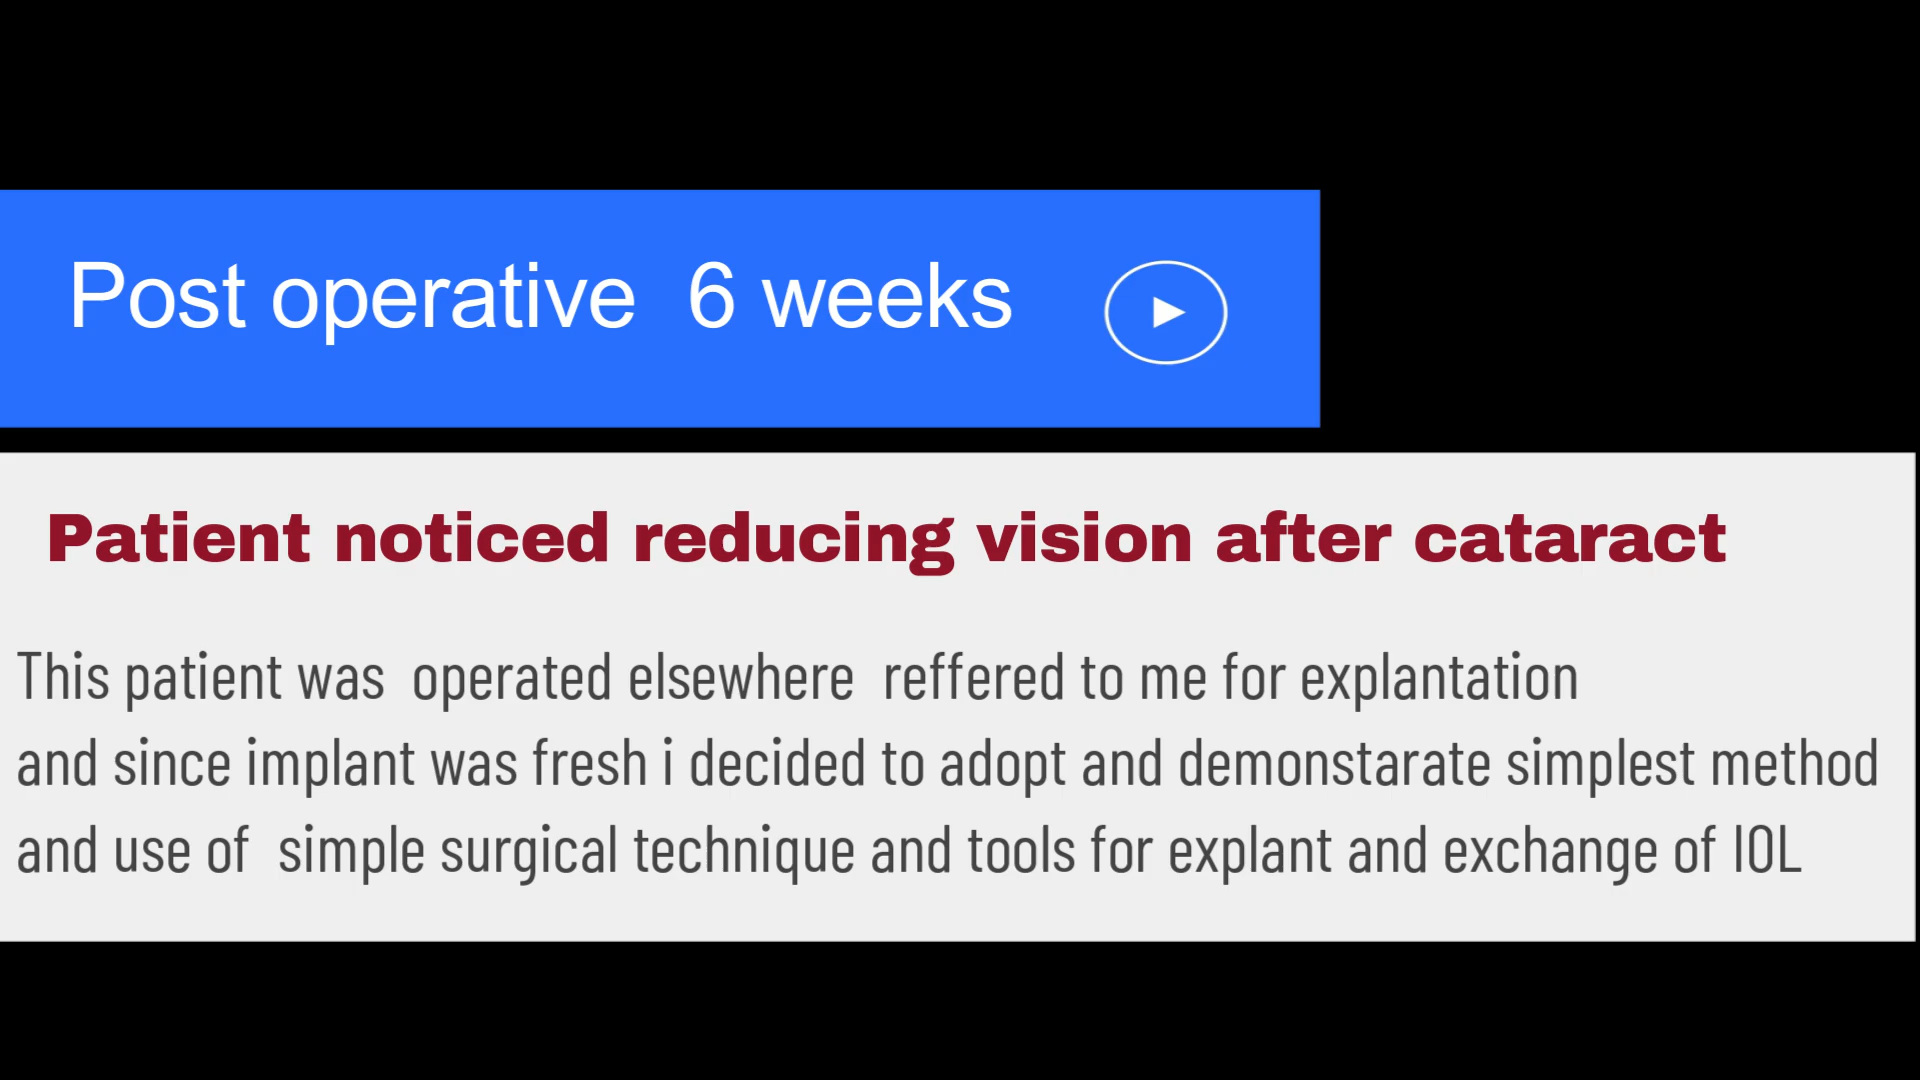 Post operative  6 weeks
Patient noticed reducing vision after cataract
This patient was  operated elsewhere  reffered to me for explantation
and since implant was fresh i decided to adopt and demonstarate simplest method
and use of  simple surgical technique and tools for explant and exchange of IOL